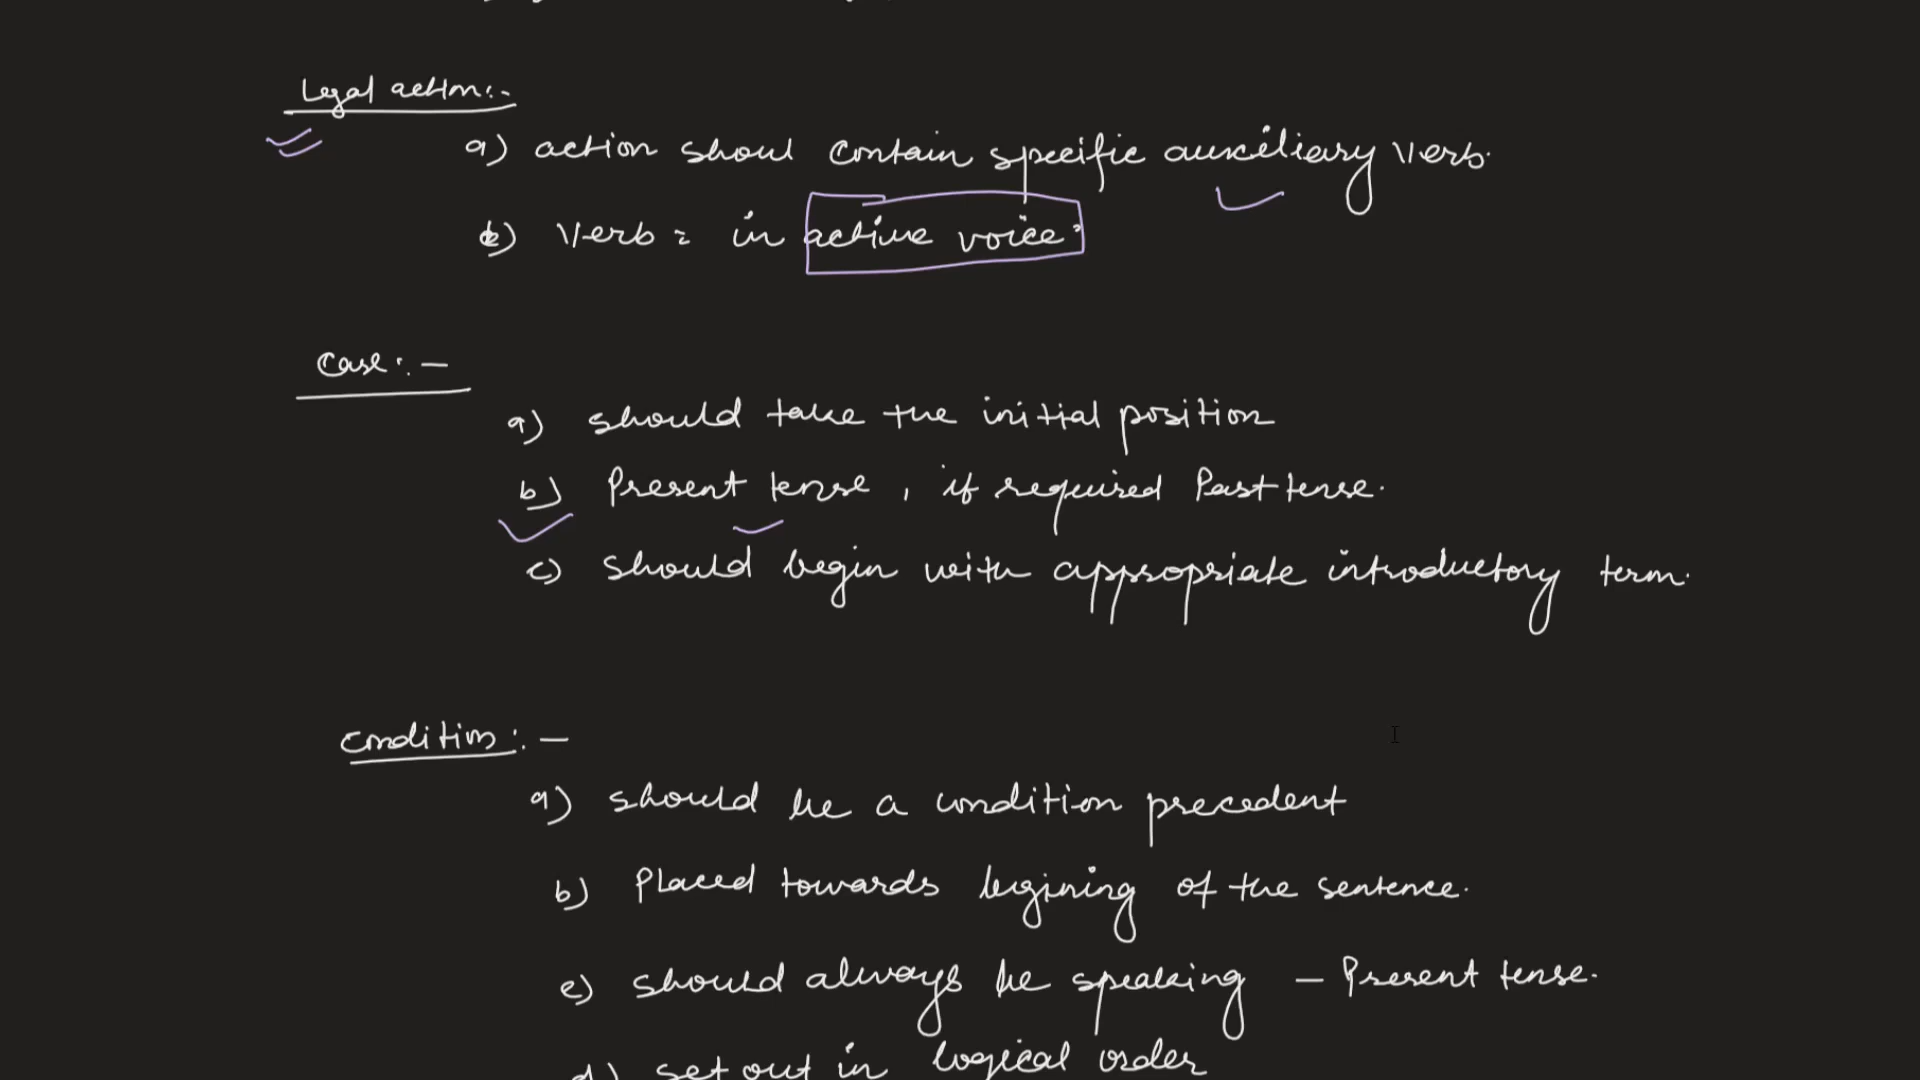 Legal action:-
a) action shoul contain specific auxiliary verb.
b) verb = in active voice.
Case:-
a) should take the initial position
b) Present tense, if required Past tense.
c) should begin with appropriate introductory term.
Condition:-
a) should be a condition precedent
b) Placed towards begining of the sentence.
c) should always be speaking - Present tense.
d) set out in logical order